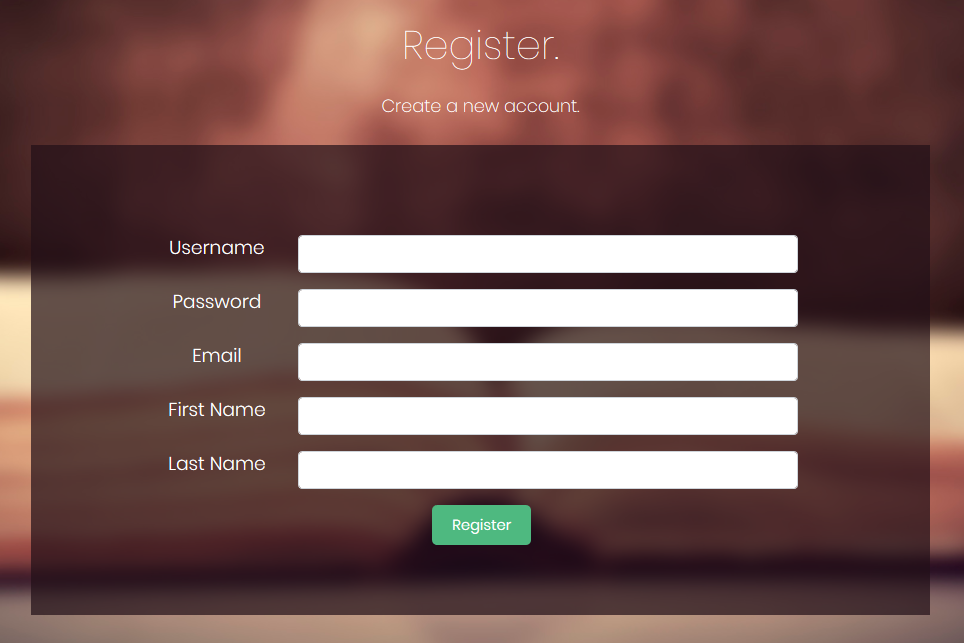 Register.
Create a new account.
Username
Password
Email
First Name
Last Name
Register